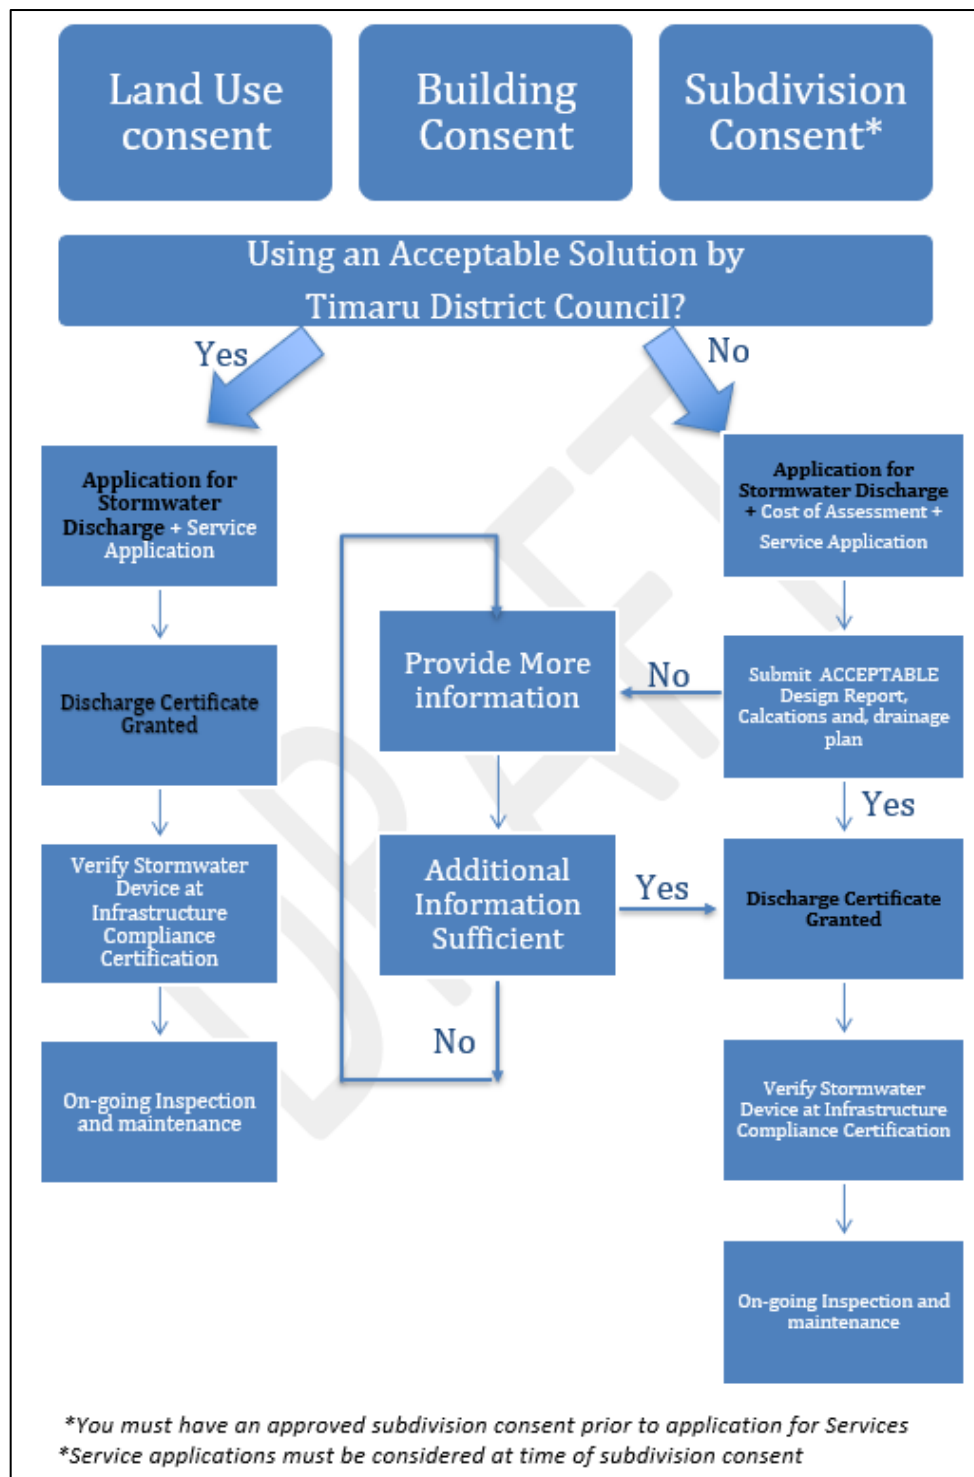 Land Use
consent
Building
Consent
Subdivision
Consent*
Using an Acceptable Solution by
Timaru District Council?
Yes
No
Application for
Stormwater
Discharge + Service
Application
Application for
Stormwater Discharge
+ Cost of Assessment +
Service Application
Discharge Certificate
Granted
Provide More
information
No
Submit ACCEPTABLE
Design Report,
Calcations and, drainage
plan
Yes
Verify Stormwater
Device at
Infrastructure
Compliance
Certification
Additional
Information
Sufficient
Yes
Discharge Certificate
Granted
No
On-going Inspection
and maintenance
Verify Stormwater
Device at Infrastructure
Compliance Certification
On-going Inspection and
maintenance
*You must have an approved subdivision consent prior to application for Services
*Service applications must be considered at time of subdivision consent
DRAFT